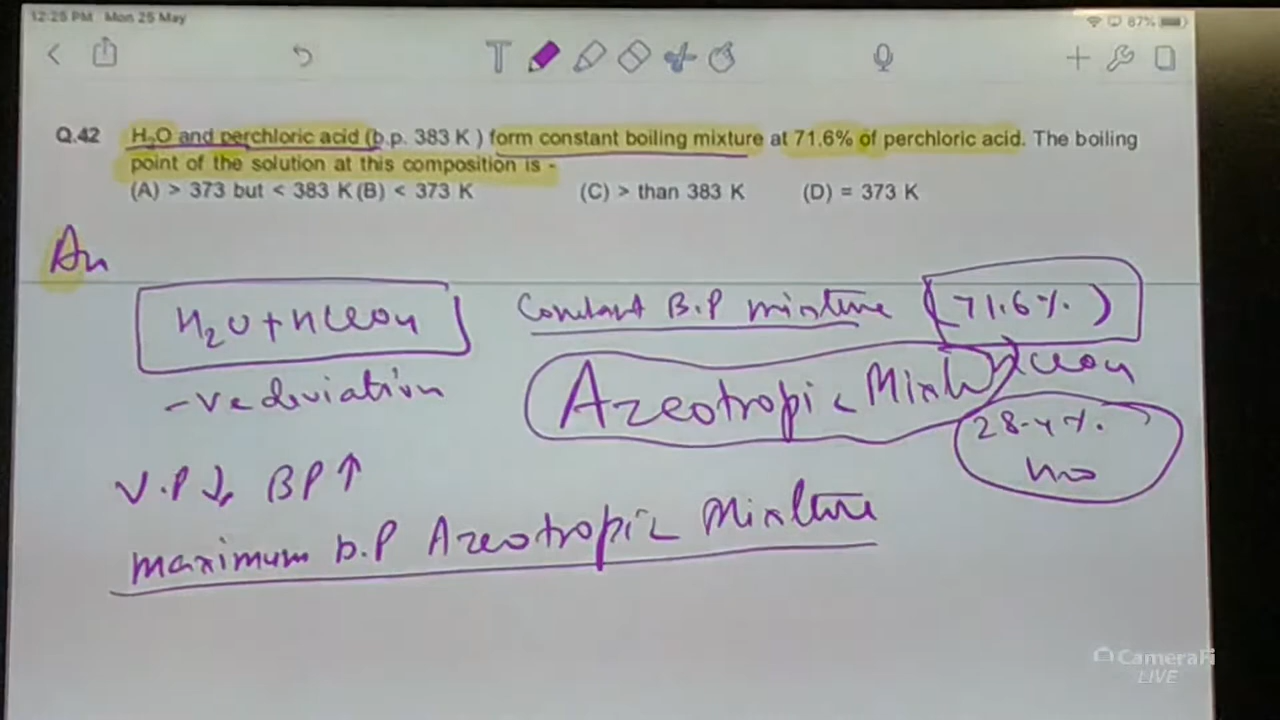 12:25 PM Mon 25 May
87%
T
Q.42 H₂O and perchloric acid (b.p. 383 K ) form constant boiling mixture at 71.6% of perchloric acid. The boiling
point of the solution at this composition is -
(A) > 373 but < 383 K (B) < 373 K (C) > than 383 K (D) = 373 K
An
H₂O + HClO₄
Constant B.P mixture (71.6%)
HClO₄
-ve deviation
Azeotropic
28.4%
V.P ↓, BP ↑
maximum b.P Azeotropic Mixture
CameraFi
LIVE